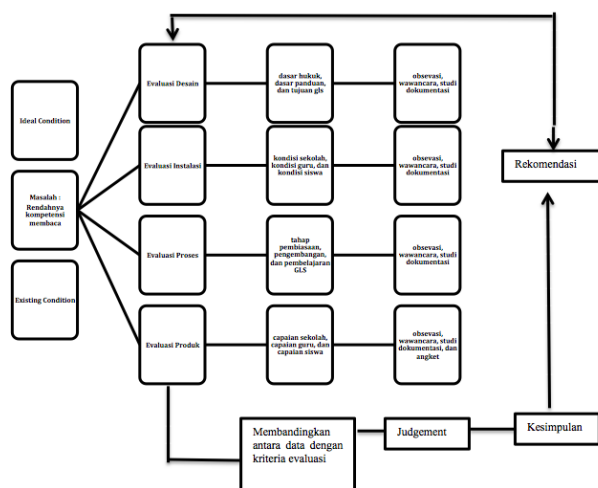 Ideal Condition
Masalah :
Rendahnya
kompetensi
membaca
Existing Condition
Evaluasi Desain
dasar hukuk,
dasar panduan,
dan tujuan gls
obsevasi,
wawancara, studi
dokumentasi
Evaluasi Instalasi
kondisi sekolah,
kondisi guru, dan
kondisi siswa
obsevasi,
wawancara, studi
dokumentasi
Evaluasi Proses
tahap
pembiasaan,
pengembangan,
dan pembelajaran
GLS
obsevasi,
wawancara, studi
dokumentasi
Evaluasi Produk
capaian sekolah,
capaian guru, dan
capaian siswa
obsevasi,
wawancara, studi
dokumentasi, dan
angket
Rekomendasi
Membandingkan
antara data dengan
kriteria evaluasi
Judgement
Kesimpulan